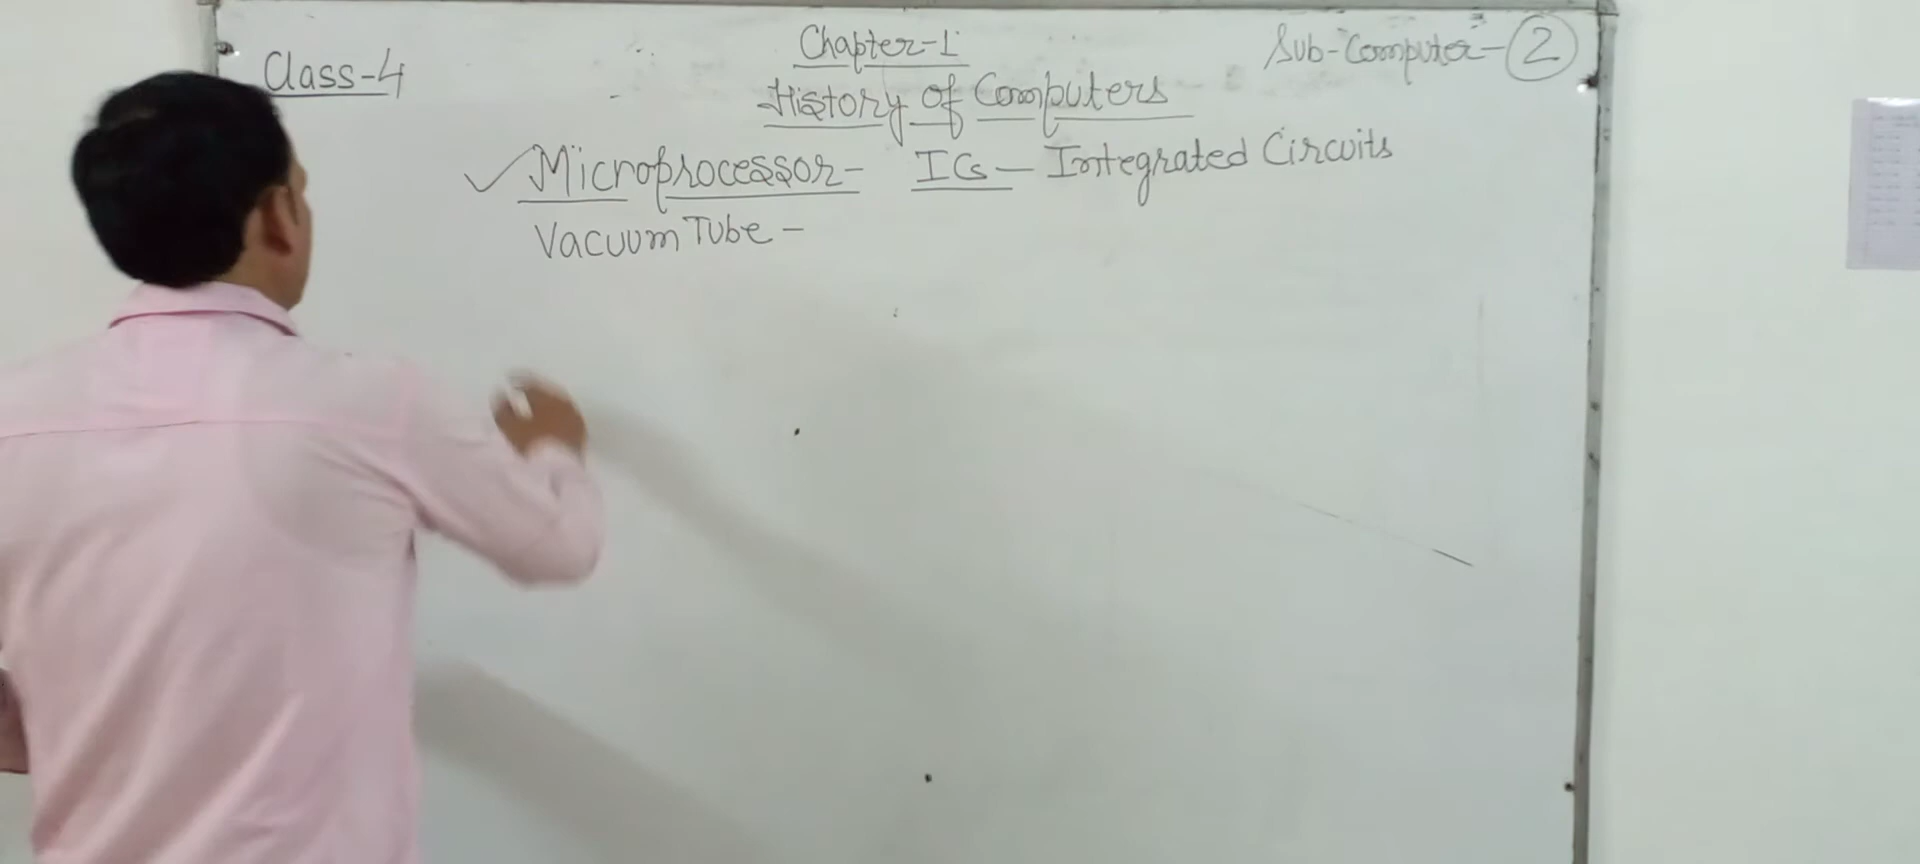 Class-4
Chapter-1
Sub-Computer-2
History of Computers
Microprocessor- ICs- Integrated Circuits
Vacuum Tube -